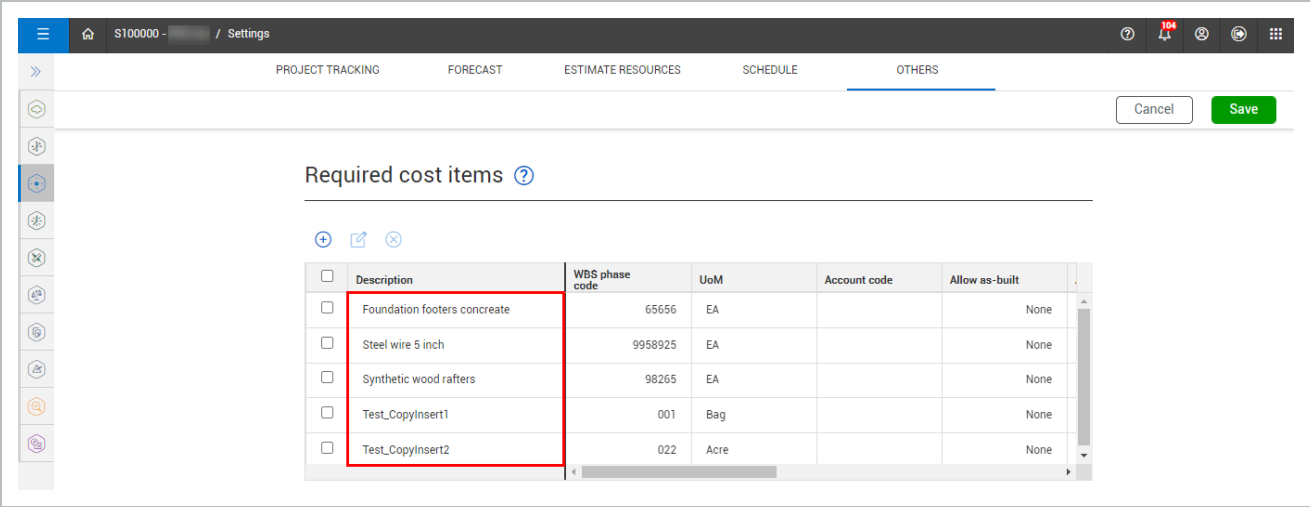 S100000 - / Settings
104
PROJECT TRACKING FORECAST ESTIMATE RESOURCES SCHEDULE OTHERS
Cancel Save
Required cost items ?
Description WBS phase code UoM Account code Allow as-built
Foundation footers concreate 65656 EA None
Steel wire 5 inch 9958925 EA None
Synthetic wood rafters 98265 EA None
Test_CopyInsert1 001 Bag None
Test_CopyInsert2 022 Acre None